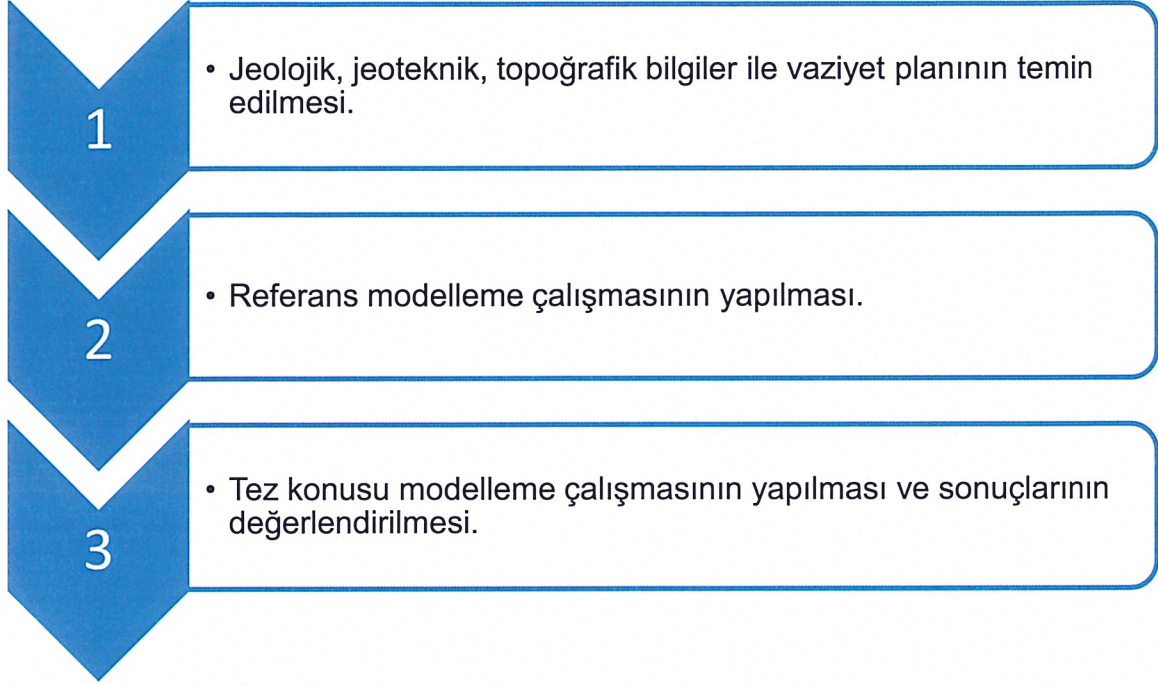 1
• Jeolojik, jeoteknik, topoğrafik bilgiler ile vaziyet planının temin
edilmesi.
2
• Referans modelleme çalışmasının yapılması.
3
• Tez konusu modelleme çalışmasının yapılması ve sonuçlarının
değerlendirilmesi.